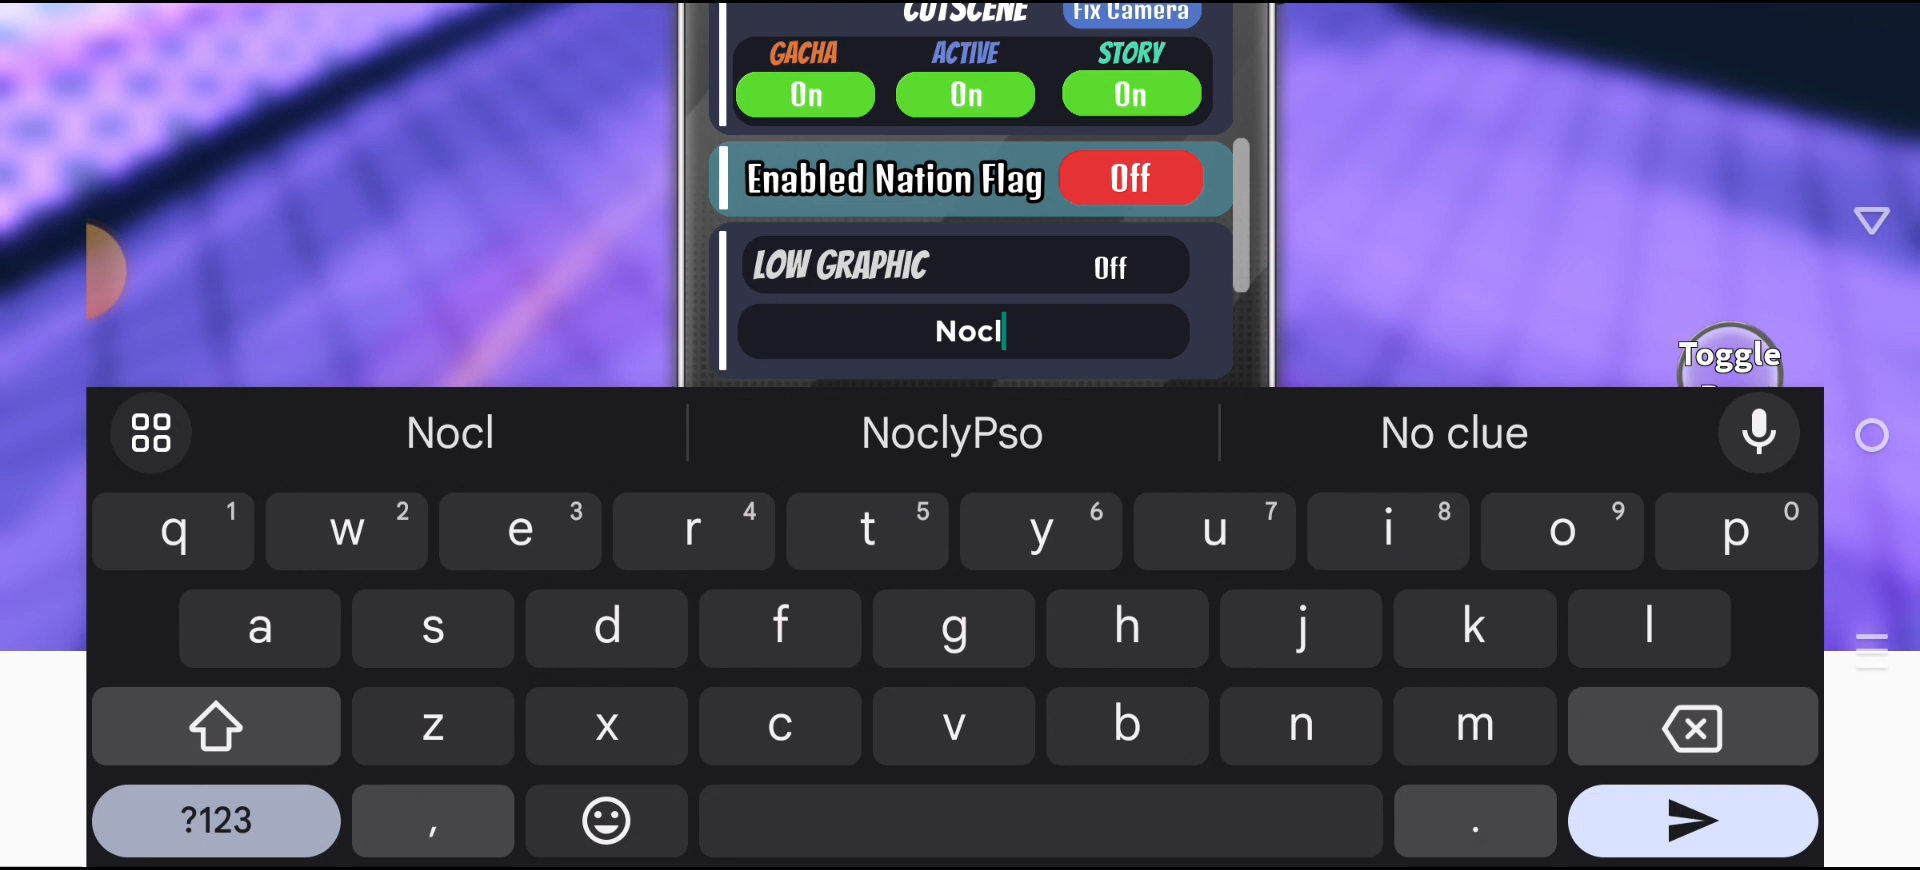 CUTSCENE Fix Camera
GACHA ACTIVE STORY
On On On
Enabled Nation Flag Off
LOW GRAPHIC Off
Nocl
Toggle
Nocl NoclyPso No clue
q 1 w 2 e 3 r 4 t 5 y 6 u 7 i 8 o 9 p 0
a s d f g h j k l
z x c v b n m
?123 , .